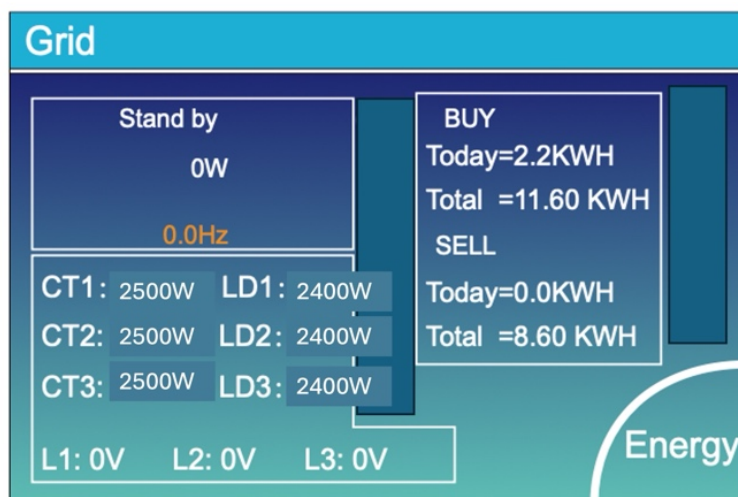 Grid
Stand by
0W
0.0Hz
CT1: 2500W LD1: 2400W
CT2: 2500W LD2: 2400W
CT3: 2500W LD3: 2400W
L1: 0V L2: 0V L3: 0V
BUY
Today=2.2KWH
Total =11.60 KWH
SELL
Today=0.0KWH
Total =8.60 KWH
Energy